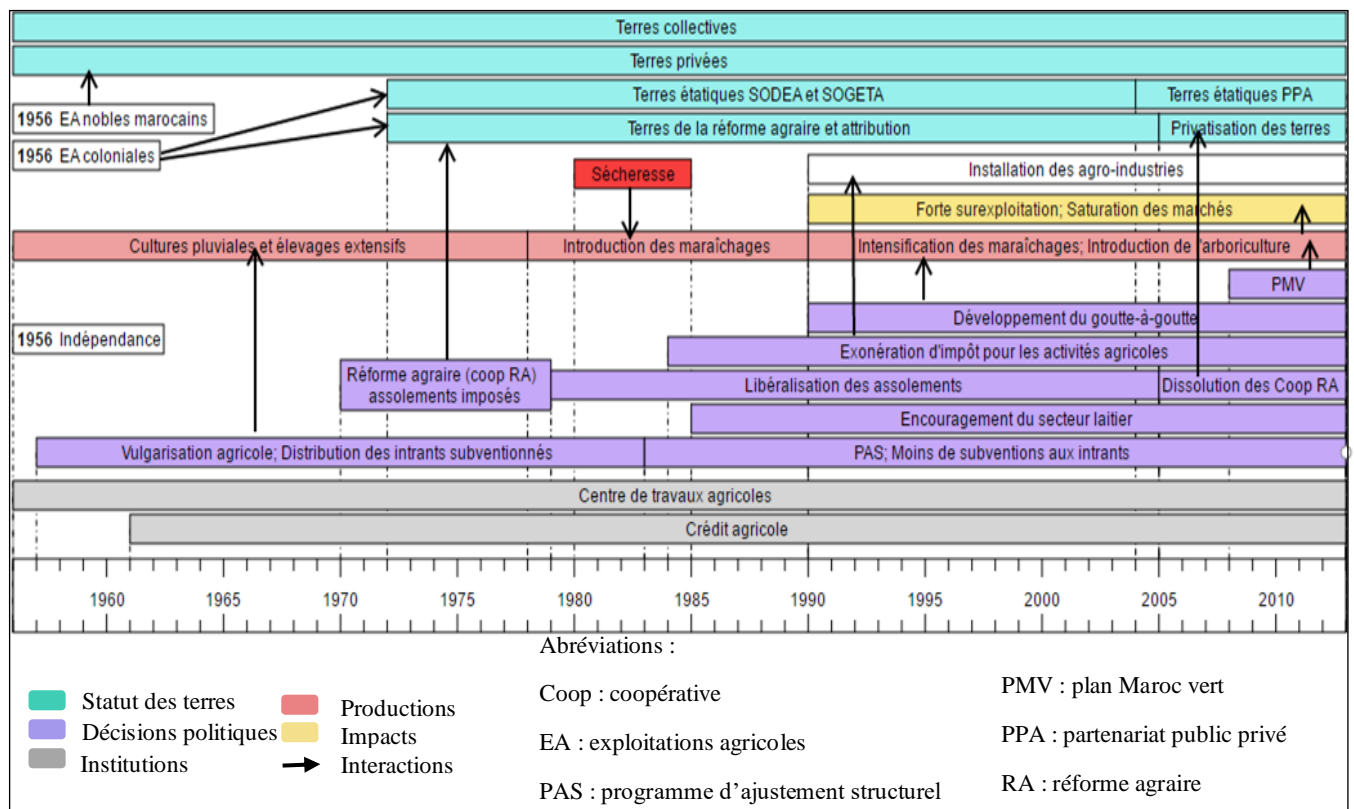 Terres collectives
Terres privées
Terres étatiques SODEA et SOGETA
Terres étatiques PPA
1956 EA nobles marocains
Terres de la réforme agraire et attribution
Privatisation des terres
1956 EA coloniales
Sécheresse
Installation des agro-industries
Forte surexploitation; Saturation des marchés
Cultures pluviales et élevages extensifs
Introduction des maraîchages
Intensification des maraîchages; Introduction de l'arboriculture
PMV
Développement du goutte-à-goutte
1956 Indépendance
Exonération d'impôt pour les activités agricoles
Réforme agraire (coop RA)
assolements imposés
Libéralisation des assolements
Dissolution des Coop RA
Encouragement du secteur laitier
Vulgarisation agricole; Distribution des intrants subventionnés
PAS; Moins de subventions aux intrants
Centre de travaux agricoles
Crédit agricole
1960 1965 1970 1975 1980 1985 1990 1995 2000 2005 2010
Statut des terres
Décisions politiques
Institutions
Productions
Impacts
Interactions
Abréviations :
Coop : coopérative
EA : exploitations agricoles
PAS : programme d'ajustement structurel
PMV : plan Maroc vert
PPA : partenariat public privé
RA : réforme agraire